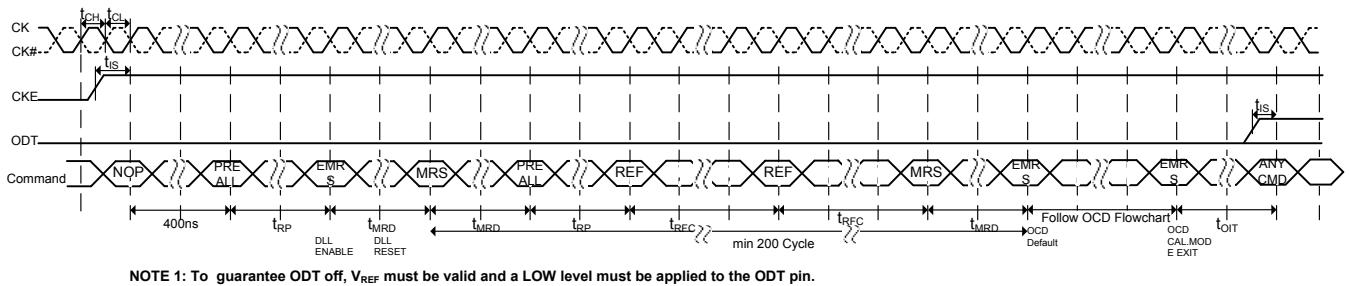 tCH tCL
CK
CK#
tIS
CKE
tIS
ODT
Command NOP PRE ALL EMR S MRS PRE ALL REF REF MRS EMR S EMR S ANY CMD
400ns tRP tMRD tMRD tRP tRFC tRFC tMRD Follow OCD Flowchart tOIT
DLL ENABLE DLL RESET min 200 Cycle OCD Default OCD CAL.MOD E EXIT
NOTE 1: To guarantee ODT off, VREF must be valid and a LOW level must be applied to the ODT pin.